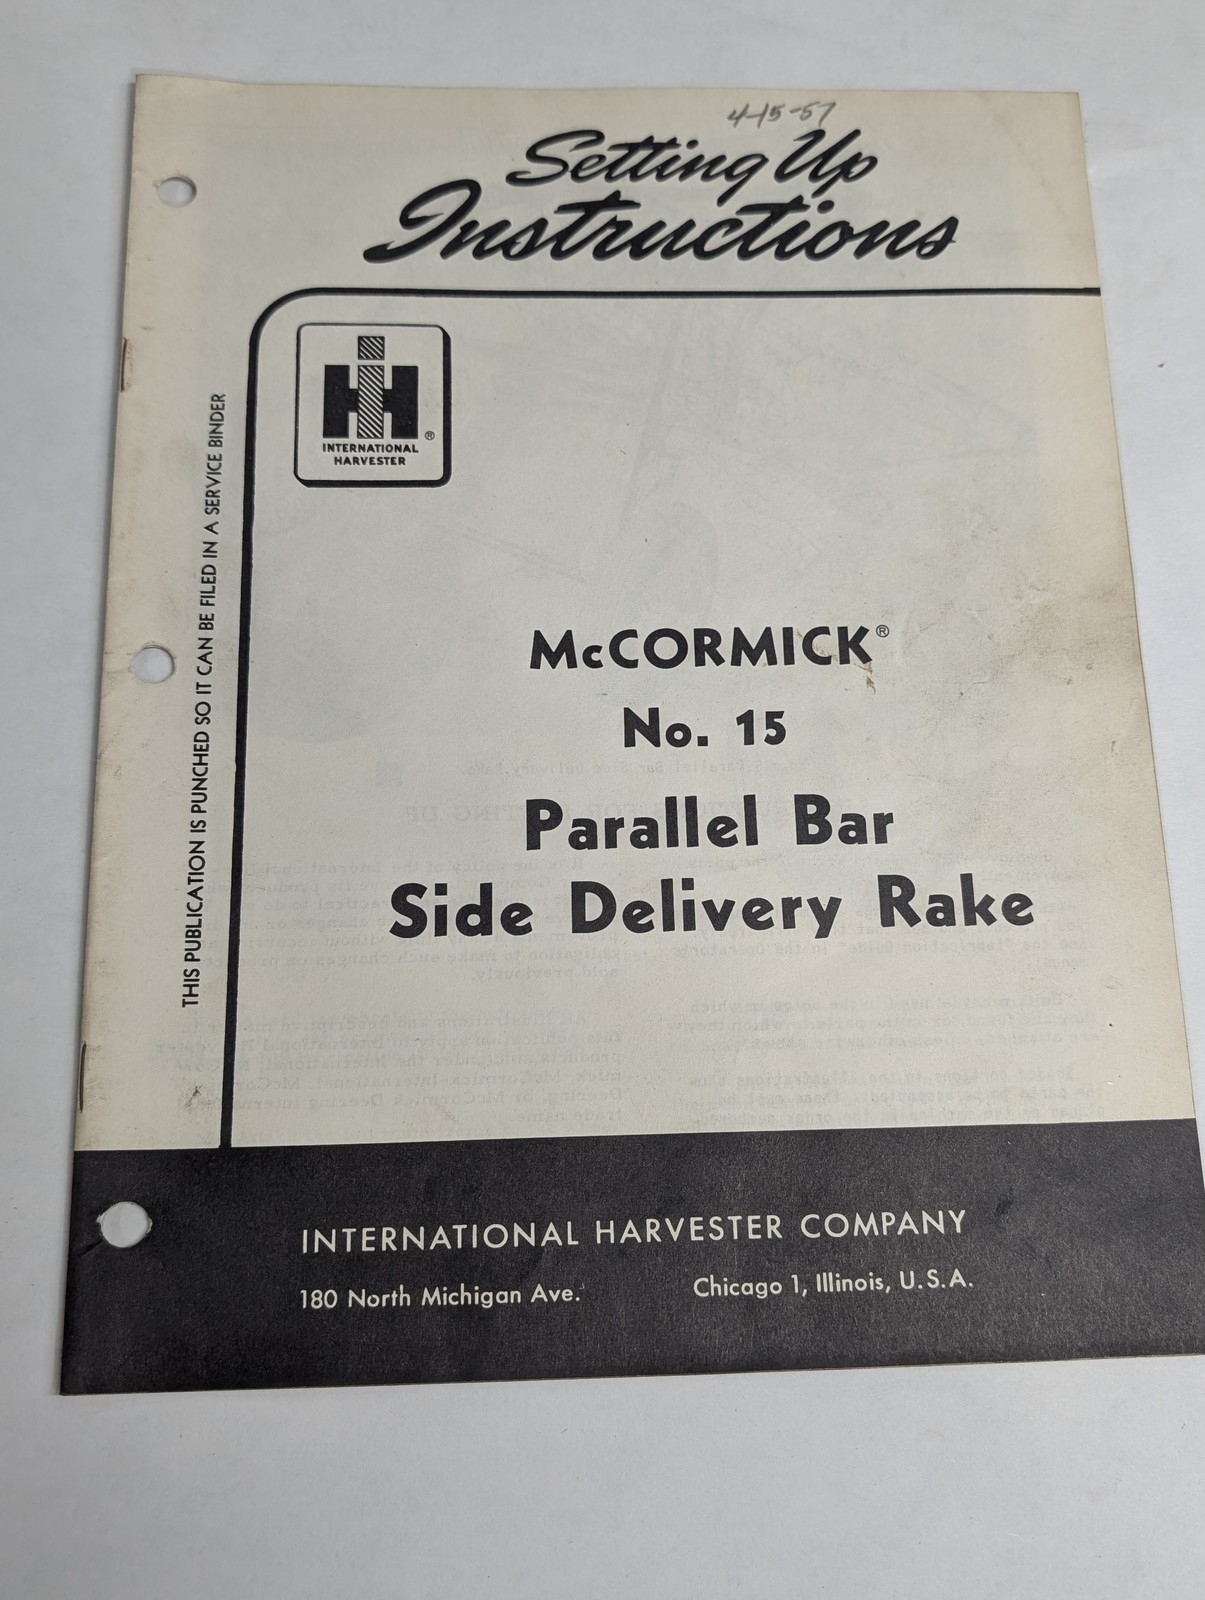 4-15-57
Setting Up
Instructions
IH ®
INTERNATIONAL
HARVESTER
THIS PUBLICATION IS PUNCHED SO IT CAN BE FILED IN A SERVICE BINDER
McCORMICK®
No. 15
Parallel Bar
Side Delivery Rake
INTERNATIONAL HARVESTER COMPANY
180 North Michigan Ave. Chicago 1, Illinois, U.S.A.